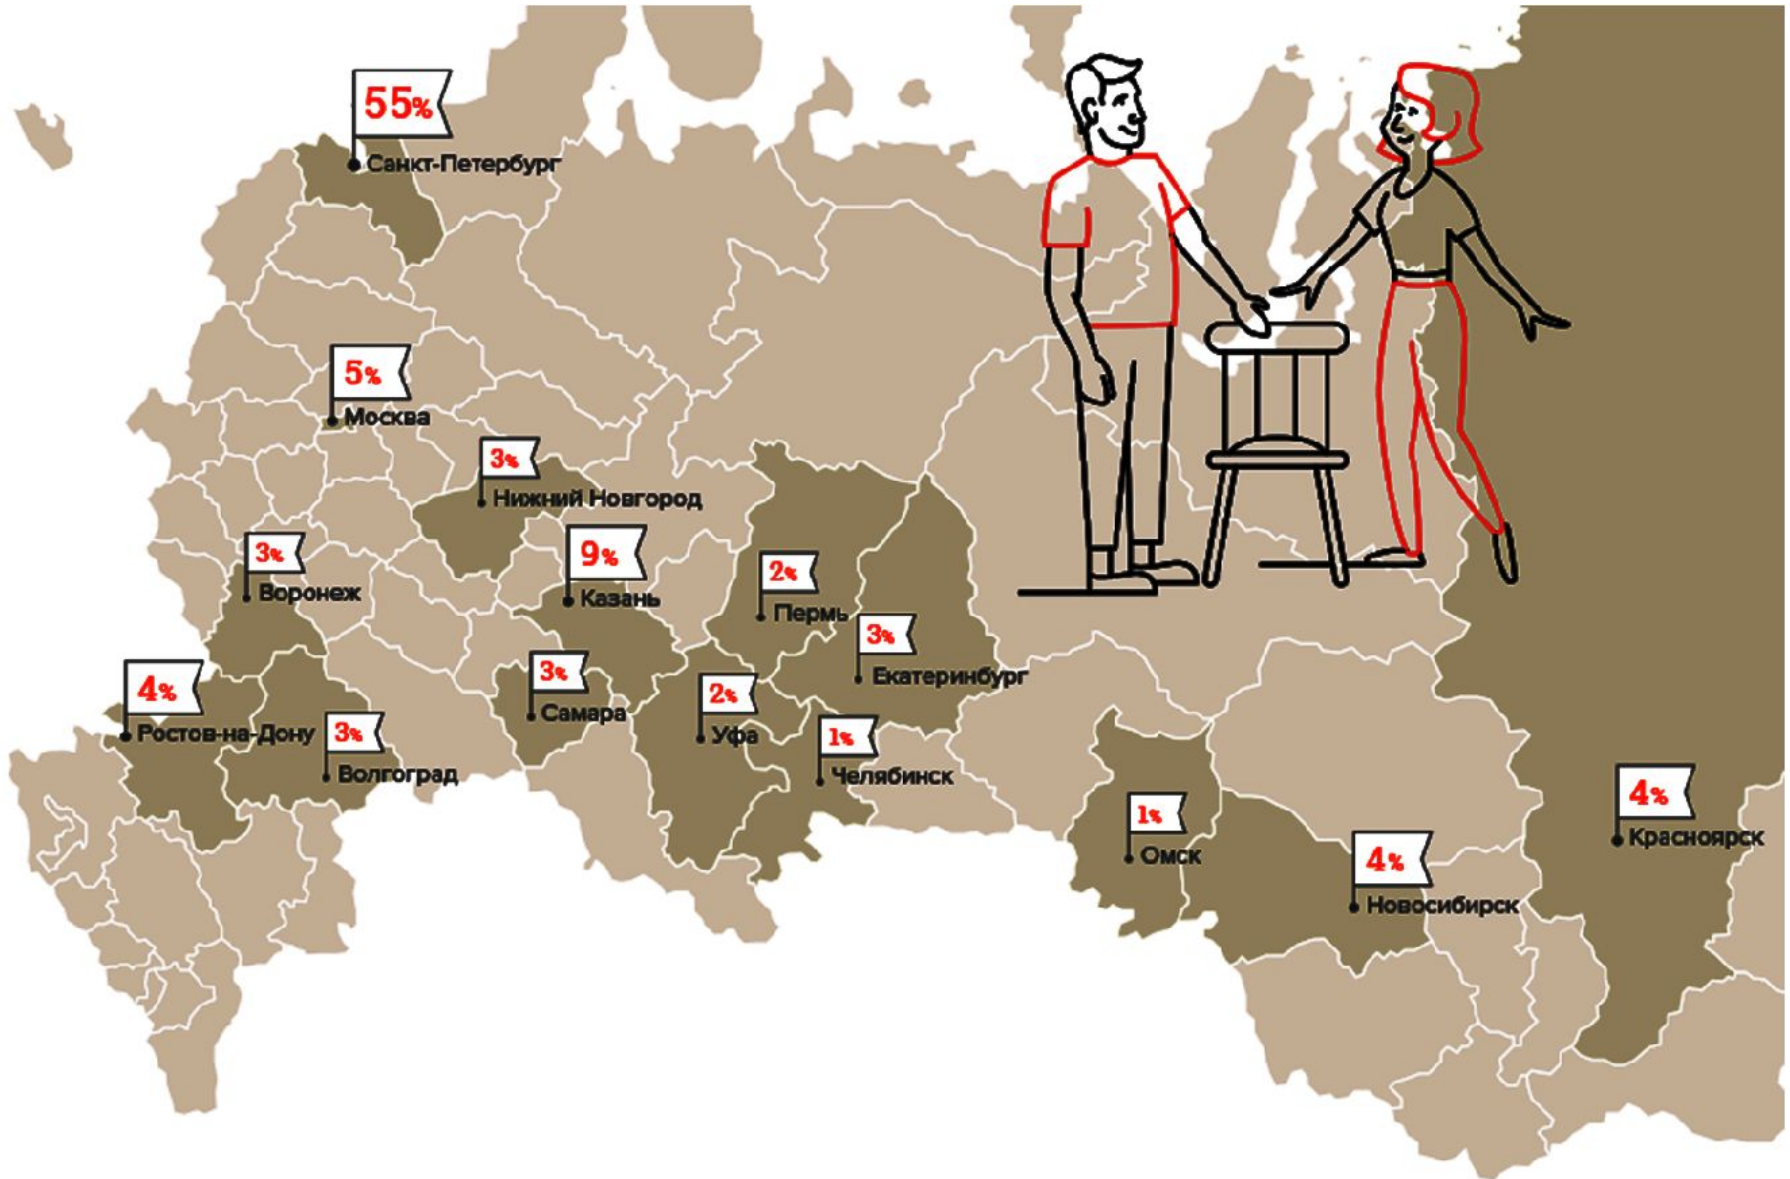 55%
Санкт-Петербург
5%
Москва
3%
Нижний Новгород
3%
Воронеж
9%
Казань
2%
Пермь
3%
Екатеринбург
4%
Ростов-на-Дону
3%
Волгоград
3%
Самара
2%
Уфа
1%
Челябинск
1%
Омск
4%
Новосибирск
4%
Красноярск